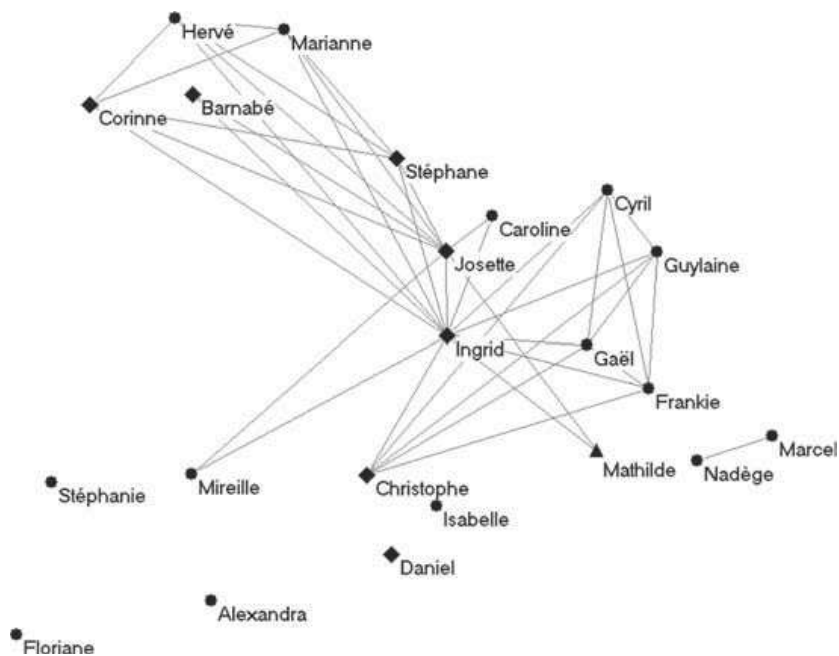 Hervé
Marianne
Barnabé
Corinne
Stéphane
Cyril
Caroline
Josette
Guylaine
Ingrid
Gaël
Frankie
Marcel
Mathilde
Nadège
Stéphanie
Mireille
Christophe
Isabelle
Daniel
Alexandra
Floriane